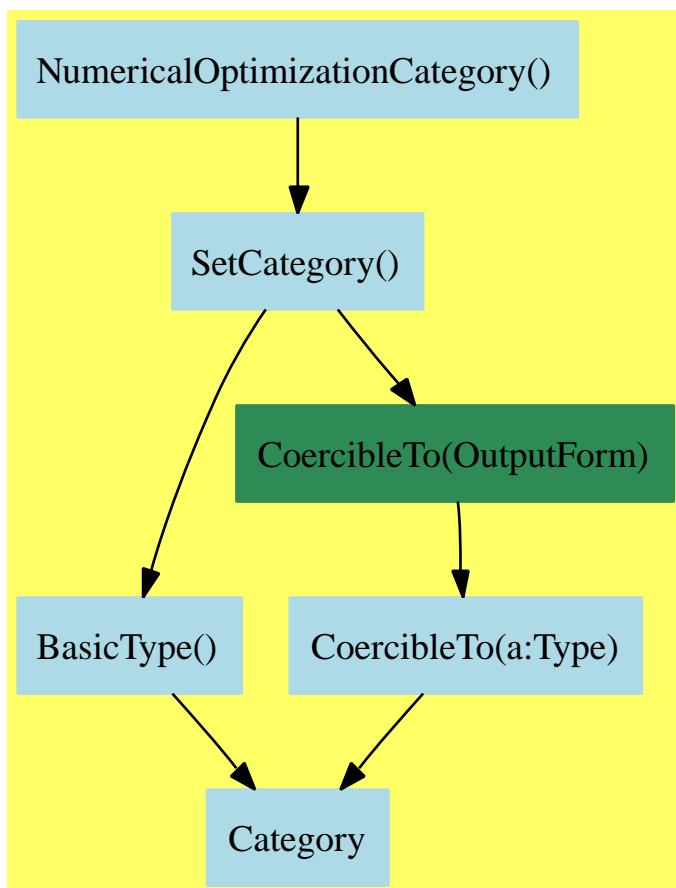 NumericalOptimizationCategory()
SetCategory()
CoercibleTo(OutputForm)
BasicType()
CoercibleTo(a:Type)
Category